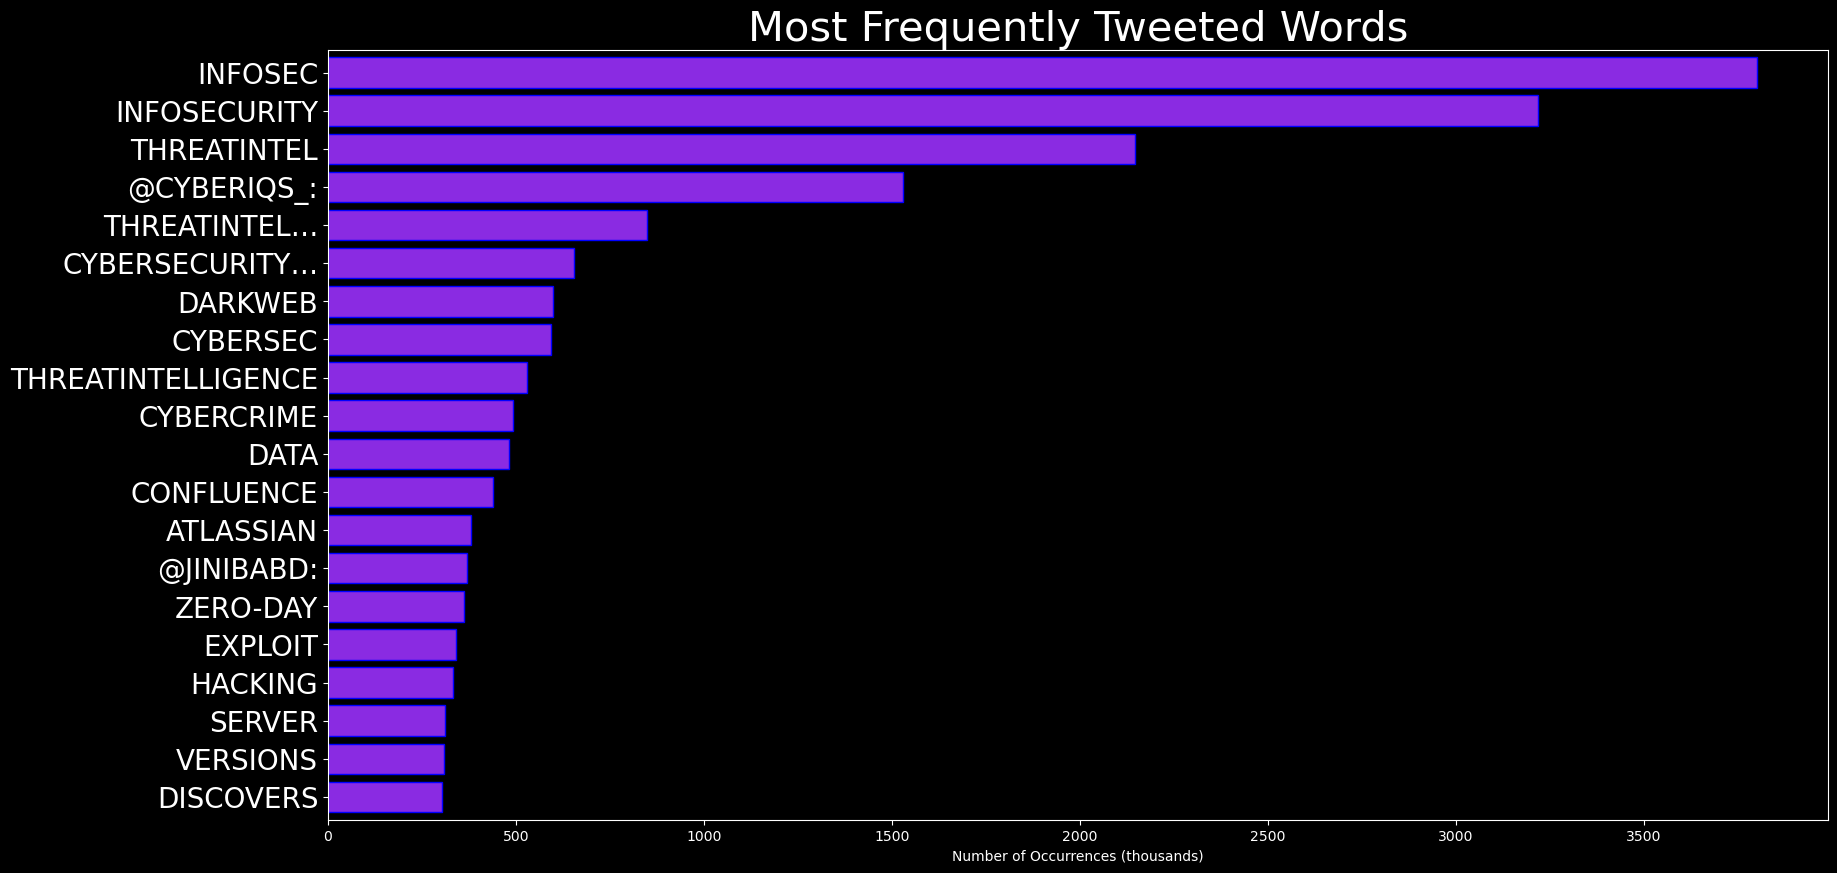 Most Frequently Tweeted Words
INFOSEC
INFOSECURITY
THREATINTEL
@CYBERIQS_:
THREATINTEL…
CYBERSECURITY…
DARKWEB
CYBERSEC
THREATINTELLIGENCE
CYBERCRIME
DATA
CONFLUENCE
ATLASSIAN
@JINIBABD:
ZERO-DAY
EXPLOIT
HACKING
SERVER
VERSIONS
DISCOVERS
0 500 1000 1500 2000 2500 3000 3500
Number of Occurrences (thousands)